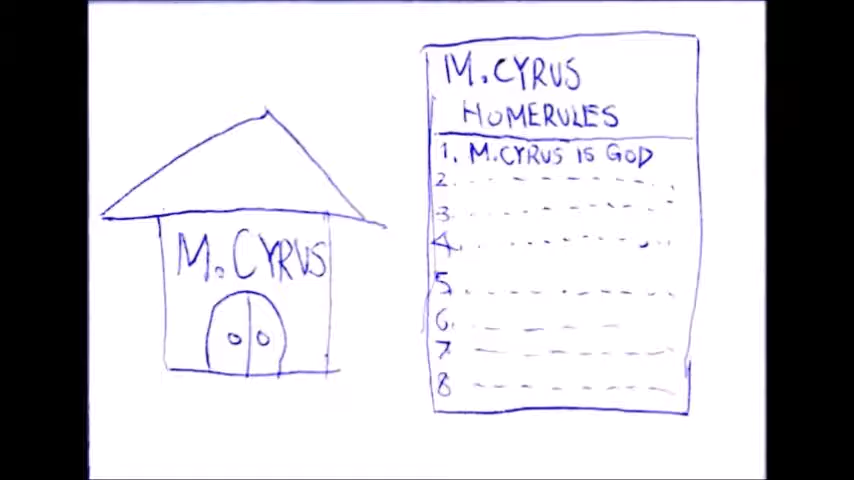 M.CYRUS
M.CYRUS
HOMERULES
1. M.CYRUS IS GOD
2.
3.
4.
5.
6.
7
8